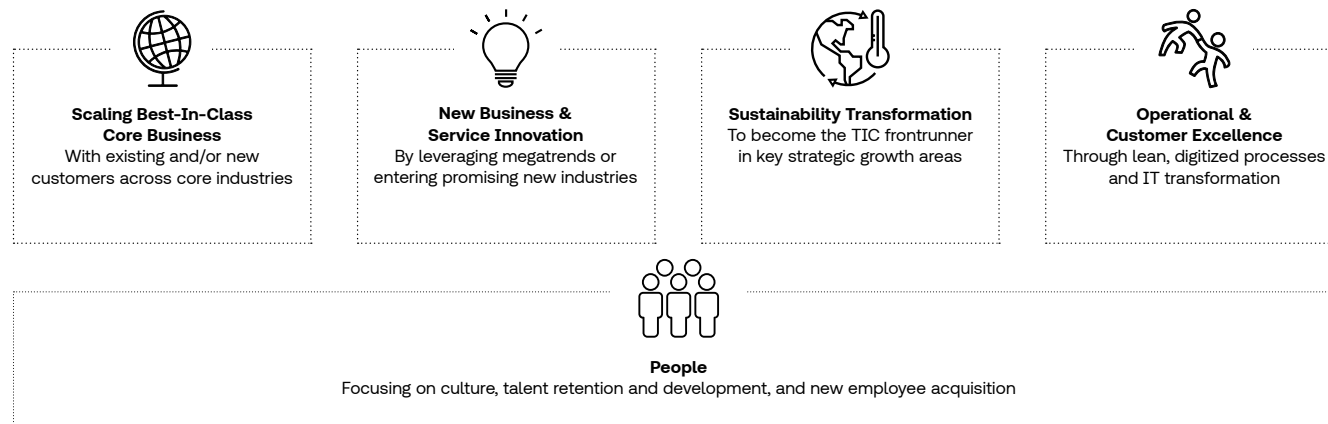 Scaling Best-In-Class
Core Business
With existing and/or new
customers across core industries
New Business &
Service Innovation
By leveraging megatrends or
entering promising new industries
Sustainability Transformation
To become the TIC frontrunner
in key strategic growth areas
Operational &
Customer Excellence
Through lean, digitized processes
and IT transformation
People
Focusing on culture, talent retention and development, and new employee acquisition